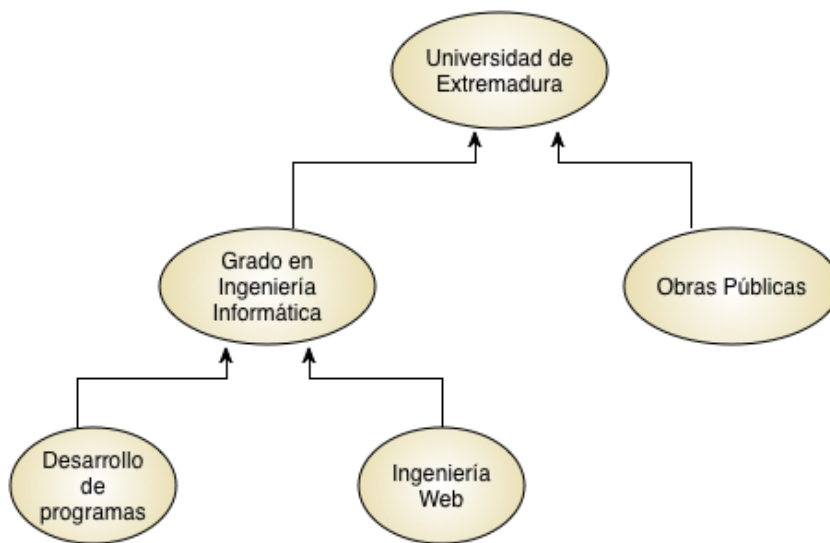 Universidad de
Extremadura
Grado en
Ingeniería
Informática
Obras Públicas
Desarrollo
de
programas
Ingeniería
Web